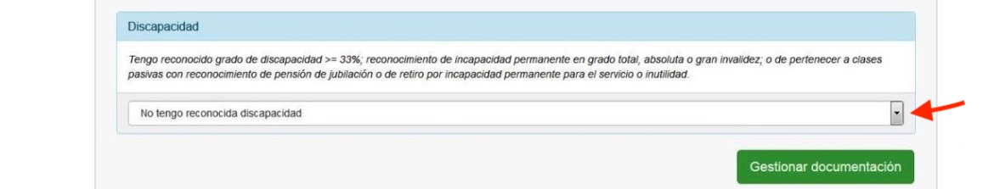 Discapacidad
Tengo reconocido grado de discapacidad >= 33%; reconocimiento de incapacidad permanente en grado total, absoluta o gran invalidez; o de pertenecer a clases
pasivas con reconocimiento de pensión de jubilación o de retiro por incapacidad permanente para el servicio o inutilidad.
No tengo reconocida discapacidad
Gestionar documentación